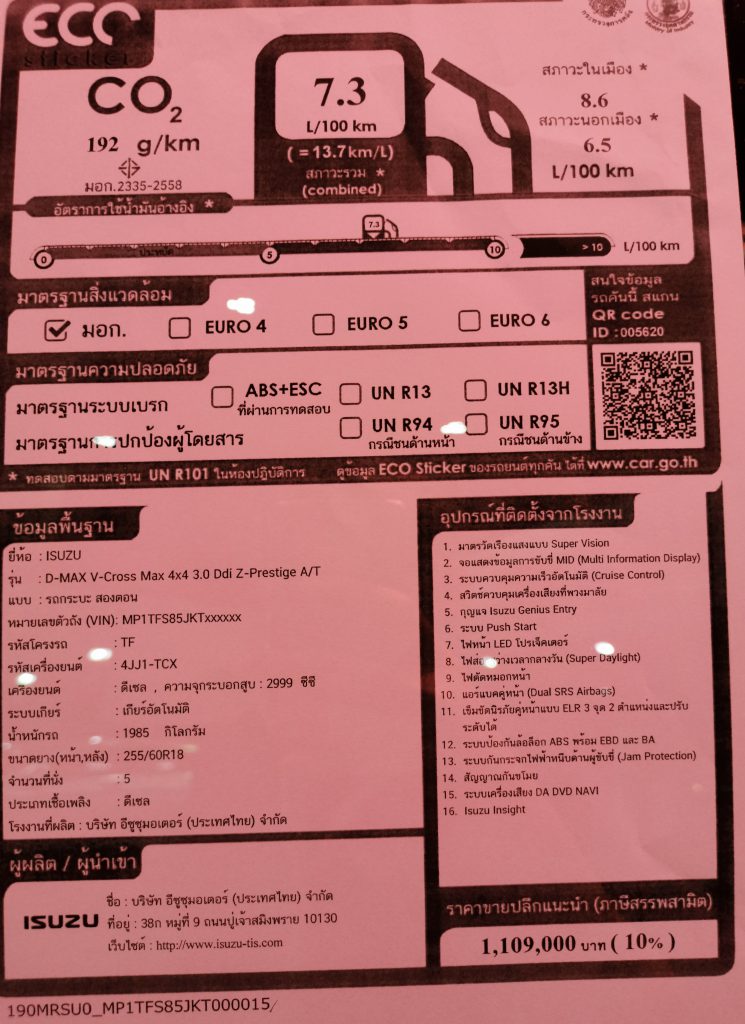 ECO
sticker
กระทรวงการคลัง
Ministry of Industry
CO2
192 g/km
มอก.2335-2558
7.3
L/100 km
( = 13.7km/L)
สภาวะรวม *
(combined)
สภาวะในเมือง *
8.6
สภาวะนอกเมือง *
6.5
L/100 km
อัตราการใช้น้ำมันอ้างอิง *
7.3
0
ประหยัด
5
10
> 10
L/100 km
มาตรฐานสิ่งแวดล้อม
มอก.
EURO 4
EURO 5
EURO 6
สนใจข้อมูล
รถคันนี้ สแกน
QR code
ID : 005620
มาตรฐานความปลอดภัย
มาตรฐานระบบเบรก
ABS+ESC
ที่ผ่านการทดสอบ
UN R13
UN R13H
มาตรฐานการปกป้องผู้โดยสาร
UN R94
กรณีชนด้านหน้า
UN R95
กรณีชนด้านข้าง
* ทดสอบตามมาตรฐาน UN R101 ในห้องปฏิบัติการ ดูข้อมูล ECO Sticker ของรถยนต์ทุกคัน ได้ที่ www.car.go.th
ข้อมูลพื้นฐาน
ยี่ห้อ : ISUZU
รุ่น : D-MAX V-Cross Max 4x4 3.0 Ddi Z-Prestige A/T
แบบ : รถกระบะ สองตอน
หมายเลขตัวถัง (VIN): MP1TFS85JKTxxxxxx
รหัสโครงรถ : TF
รหัสเครื่องยนต์ : 4JJ1-TCX
เครื่องยนต์ : ดีเซล , ความจุกระบอกสูบ : 2999 ซีซี
ระบบเกียร์ : เกียร์อัตโนมัติ
น้ำหนักรถ : 1985 กิโลกรัม
ขนาดยาง(หน้า,หลัง) : 255/60R18
จำนวนที่นั่ง : 5
ประเภทเชื้อเพลิง : ดีเซล
โรงงานที่ผลิต : บริษัท อีซูซุมอเตอร์ (ประเทศไทย) จำกัด
อุปกรณ์ที่ติดตั้งจากโรงงาน
1. มาตรวัดเรืองแสงแบบ Super Vision
2. จอแสดงข้อมูลการขับขี่ MID (Multi Information Display)
3. ระบบควบคุมความเร็วอัตโนมัติ (Cruise Control)
4. สวิตช์ควบคุมเครื่องเสียงที่พวงมาลัย
5. กุญแจ Isuzu Genius Entry
6. ระบบ Push Start
7. ไฟหน้า LED โปรเจ็คเตอร์
8. ไฟส่องสว่างเวลากลางวัน (Super Daylight)
9. ไฟตัดหมอกหน้า
10. แอร์แบคคู่หน้า (Dual SRS Airbags)
11. เข็มขัดนิรภัยคู่หน้าแบบ ELR 3 จุด 2 ตำแหน่งและปรับ
ระดับได้
12. ระบบป้องกันล้อล็อก ABS พร้อม EBD และ BA
13. ระบบกันกระจกไฟฟ้าหนีบด้านผู้ขับขี่ (Jam Protection)
14. สัญญาณกันขโมย
15. ระบบเครื่องเสียง DA DVD NAVI
16. Isuzu Insight
ผู้ผลิต / ผู้นำเข้า
ISUZU
ชื่อ : บริษัท อีซูซุมอเตอร์ (ประเทศไทย) จำกัด
ที่อยู่ : 38ก หมู่ที่ 9 ถนนปู่เจ้าสมิงพราย 10130
เว็บไซต์ : http://www.isuzu-tis.com
ราคาขายปลีกแนะนำ (ภาษีสรรพสามิต)
1,109,000 บาท ( 10% )
190MRSU0_MP1TFS85JKT000015/